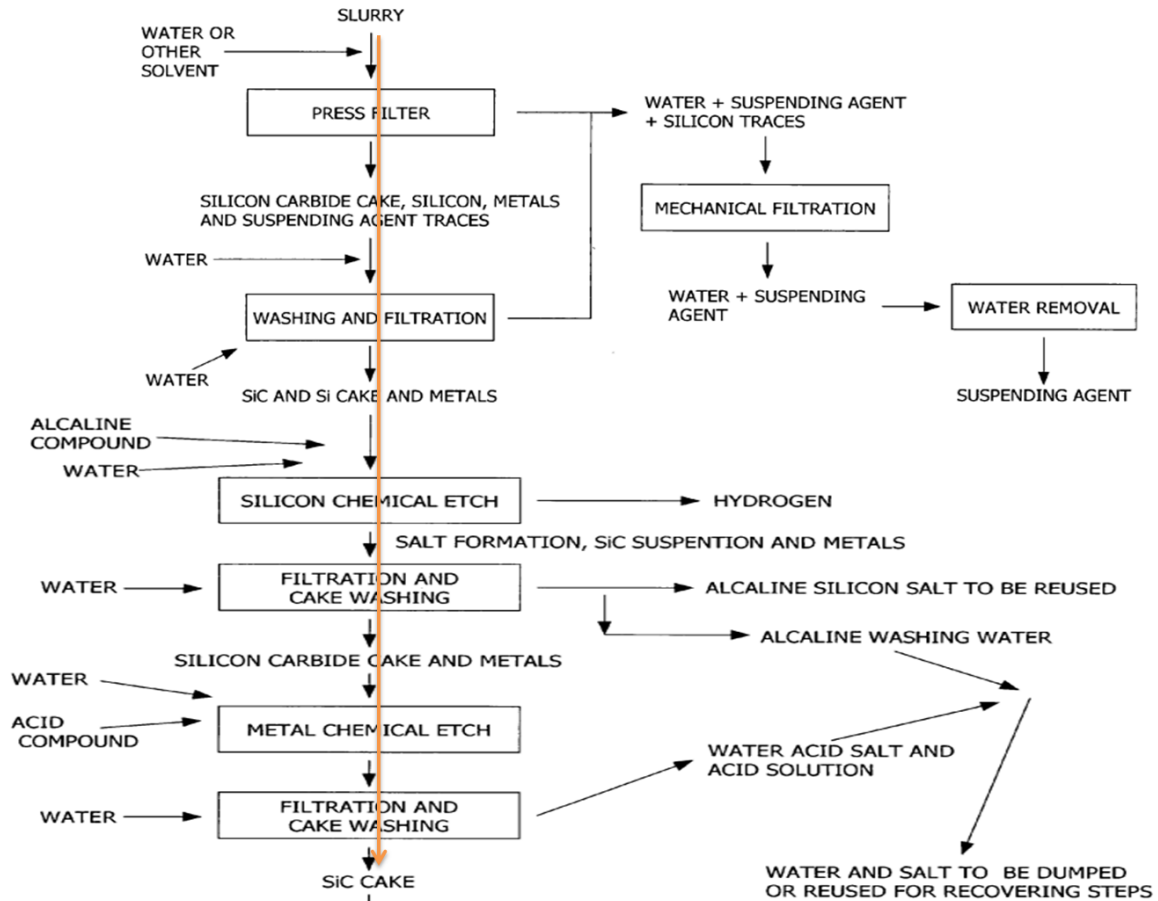 SLURRY
WATER OR
OTHER
SOLVENT
PRESS FILTER
WATER + SUSPENDING AGENT
+ SILICON TRACES
SILICON CARBIDE CAKE, SILICON, METALS
AND SUSPENDING AGENT TRACES
MECHANICAL FILTRATION
WATER
WATER + SUSPENDING
AGENT
WASHING AND FILTRATION
WATER REMOVAL
WATER
SiC AND Si CAKE AND METALS
SUSPENDING AGENT
ALCALINE
COMPOUND
WATER
SILICON CHEMICAL ETCH
HYDROGEN
SALT FORMATION, SiC SUSPENTION AND METALS
WATER
FILTRATION AND
CAKE WASHING
ALCALINE SILICON SALT TO BE REUSED
ALCALINE WASHING WATER
SILICON CARBIDE CAKE AND METALS
WATER
ACID
COMPOUND
METAL CHEMICAL ETCH
WATER ACID SALT AND
ACID SOLUTION
WATER
FILTRATION AND
CAKE WASHING
SiC CAKE
WATER AND SALT TO BE DUMPED
OR REUSED FOR RECOVERING STEPS